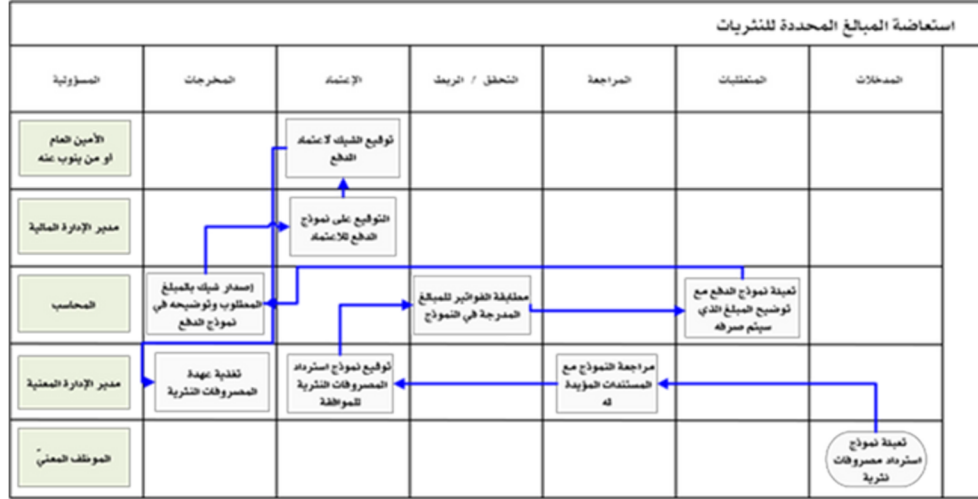 استعاضة المبالغ المحددة للنثريات
المدخلات
المتطلبات
المراجعة
التحقق / الربط
الإعتماد
المخرجات
المسؤولية
توقيع الشيك لاعتماد
الدفع
الأمين العام
او من ينوب عنه
التوقيع على نموذج
الدفع للاعتماد
مدير الإدارة المالية
تعبئة نموذج الدفع مع
توضيح المبلغ الذي
سيتم صرفه
مطابقة الفواتير للمبالغ
المدرجة في النموذج
إصدار شيك بالمبلغ
المطلوب وتوضيحه في
نموذج الدفع
المحاسب
مراجعة النموذج مع
المستندات المؤيدة
له
توقيع نموذج استرداد
المصروفات النثرية
للموافقة
تغذية عهدة
المصروفات النثرية
مدير الإدارة المعنية
تعبئة نموذج
استرداد مصروفات
نثرية
الموظف المعنيّ